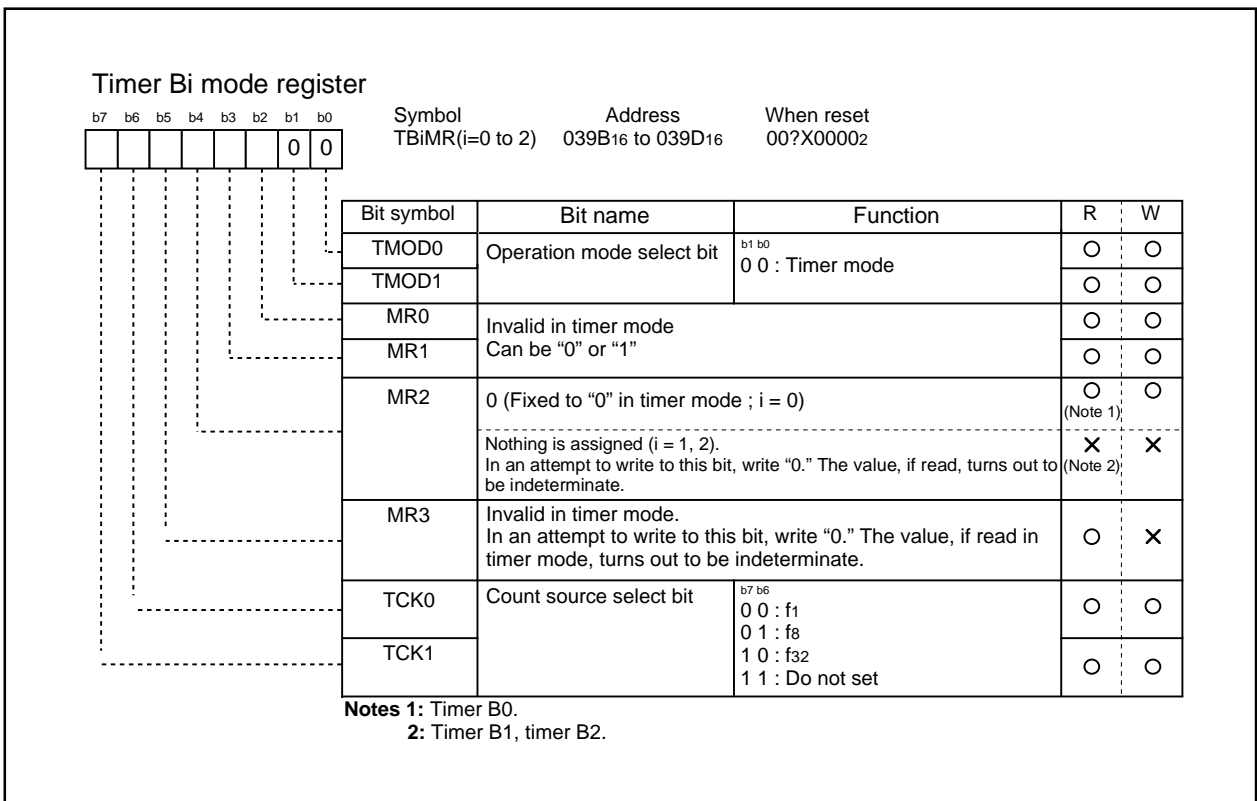 Timer Bi mode register
b7 b6 b5 b4 b3 b2 b1 b0
0 0
Symbol Address When reset
TBiMR(i=0 to 2) 039B16 to 039D16 00?X00002
Bit symbol Bit name Function R W
TMOD0 Operation mode select bit b1 b0
0 0 : Timer mode
TMOD1
MR0 Invalid in timer mode
MR1 Can be “0” or “1”
MR2 0 (Fixed to “0” in timer mode ; i = 0)
(Note 1)
Nothing is assigned (i = 1, 2).
In an attempt to write to this bit, write “0.” The value, if read, turns out to (Note 2)
be indeterminate.
MR3 Invalid in timer mode.
In an attempt to write to this bit, write “0.” The value, if read in
timer mode, turns out to be indeterminate.
TCK0 Count source select bit b7 b6
0 0 : f1
0 1 : f8
TCK1 1 0 : f32
1 1 : Do not set
Notes 1: Timer B0.
2: Timer B1, timer B2.